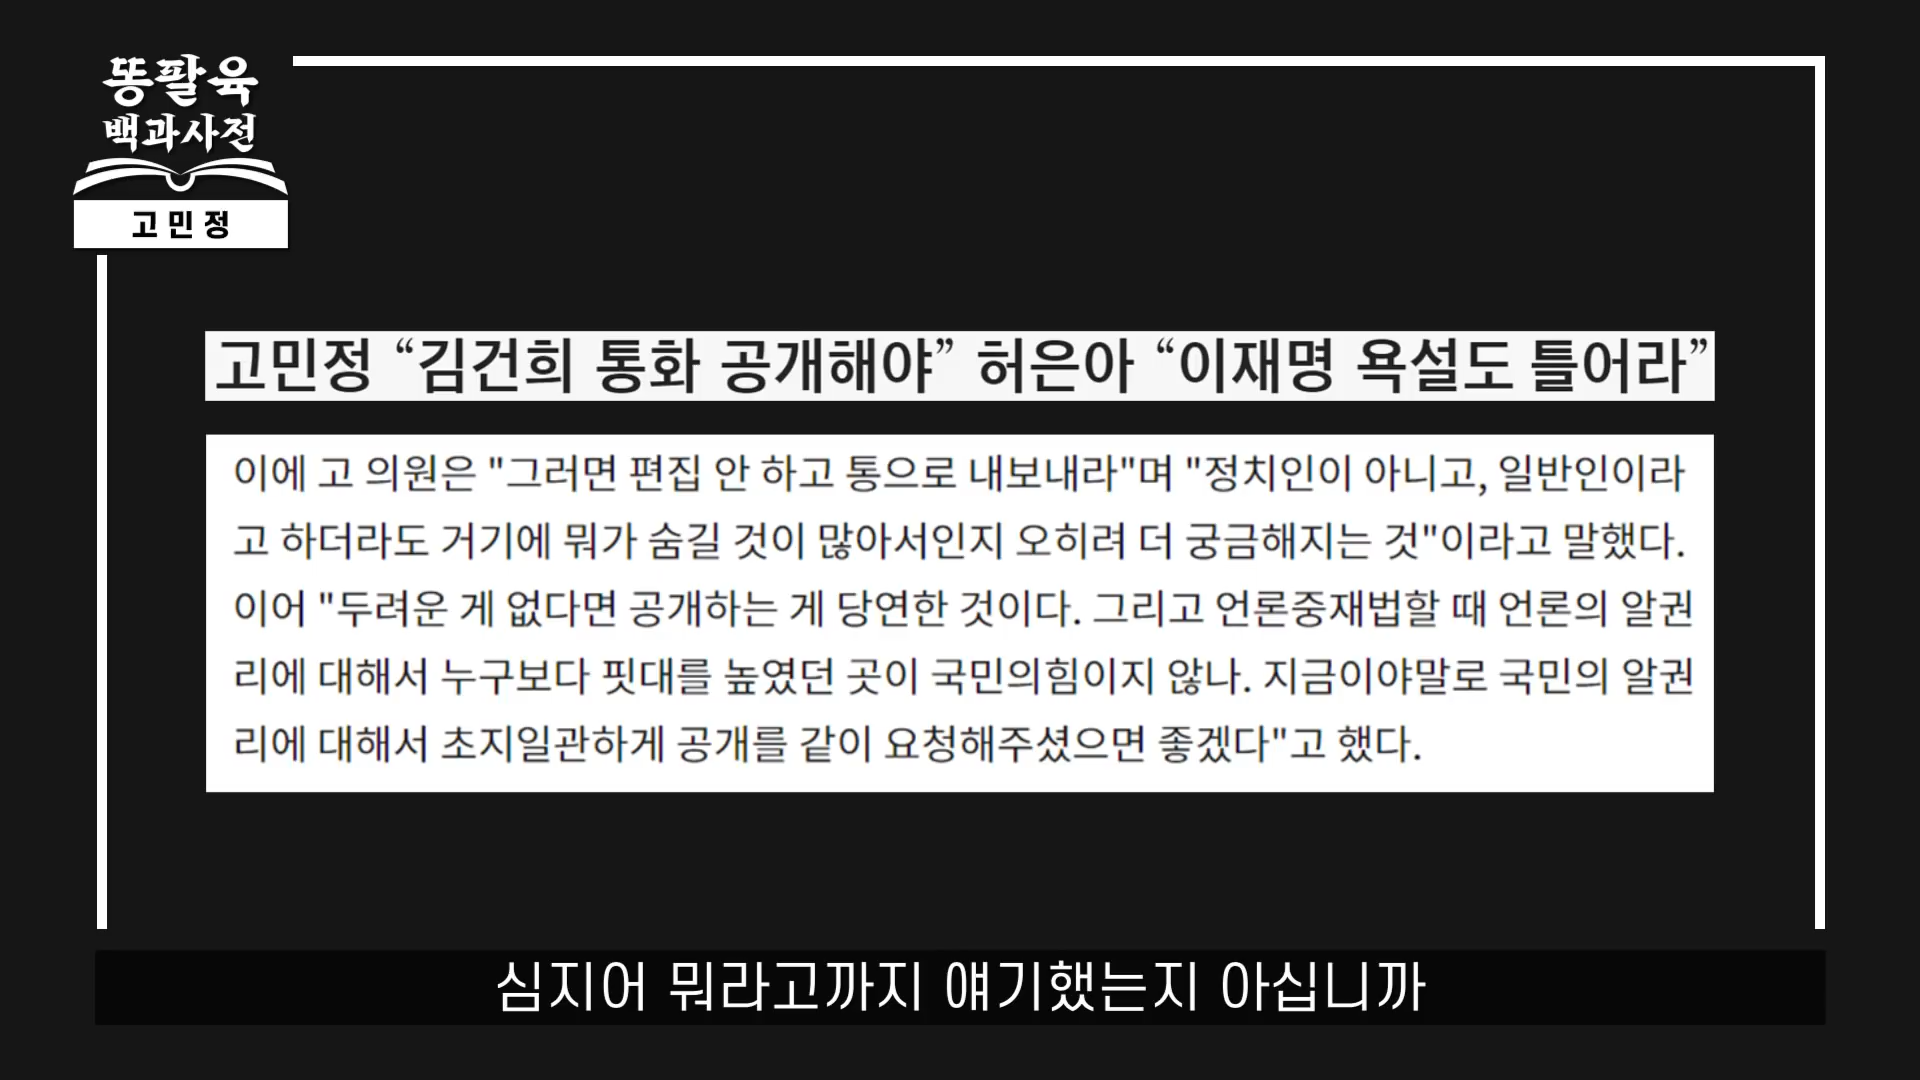 똥팔육
백과사전
고민정
고민정 “김건희 통화 공개해야” 허은아 “이재명 욕설도 틀어라”
이에 고 의원은 "그러면 편집 안 하고 통으로 내보내라"며 "정치인이 아니고, 일반인이라
고 하더라도 거기에 뭐가 숨길 것이 많아서인지 오히려 더 궁금해지는 것"이라고 말했다.
이어 "두려운 게 없다면 공개하는 게 당연한 것이다. 그리고 언론중재법할 때 언론의 알권
리에 대해서 누구보다 핏대를 높였던 곳이 국민의힘이지 않나. 지금이야말로 국민의 알권
리에 대해서 초지일관하게 공개를 같이 요청해주셨으면 좋겠다"고 했다.
심지어 뭐라고까지 얘기했는지 아십니까